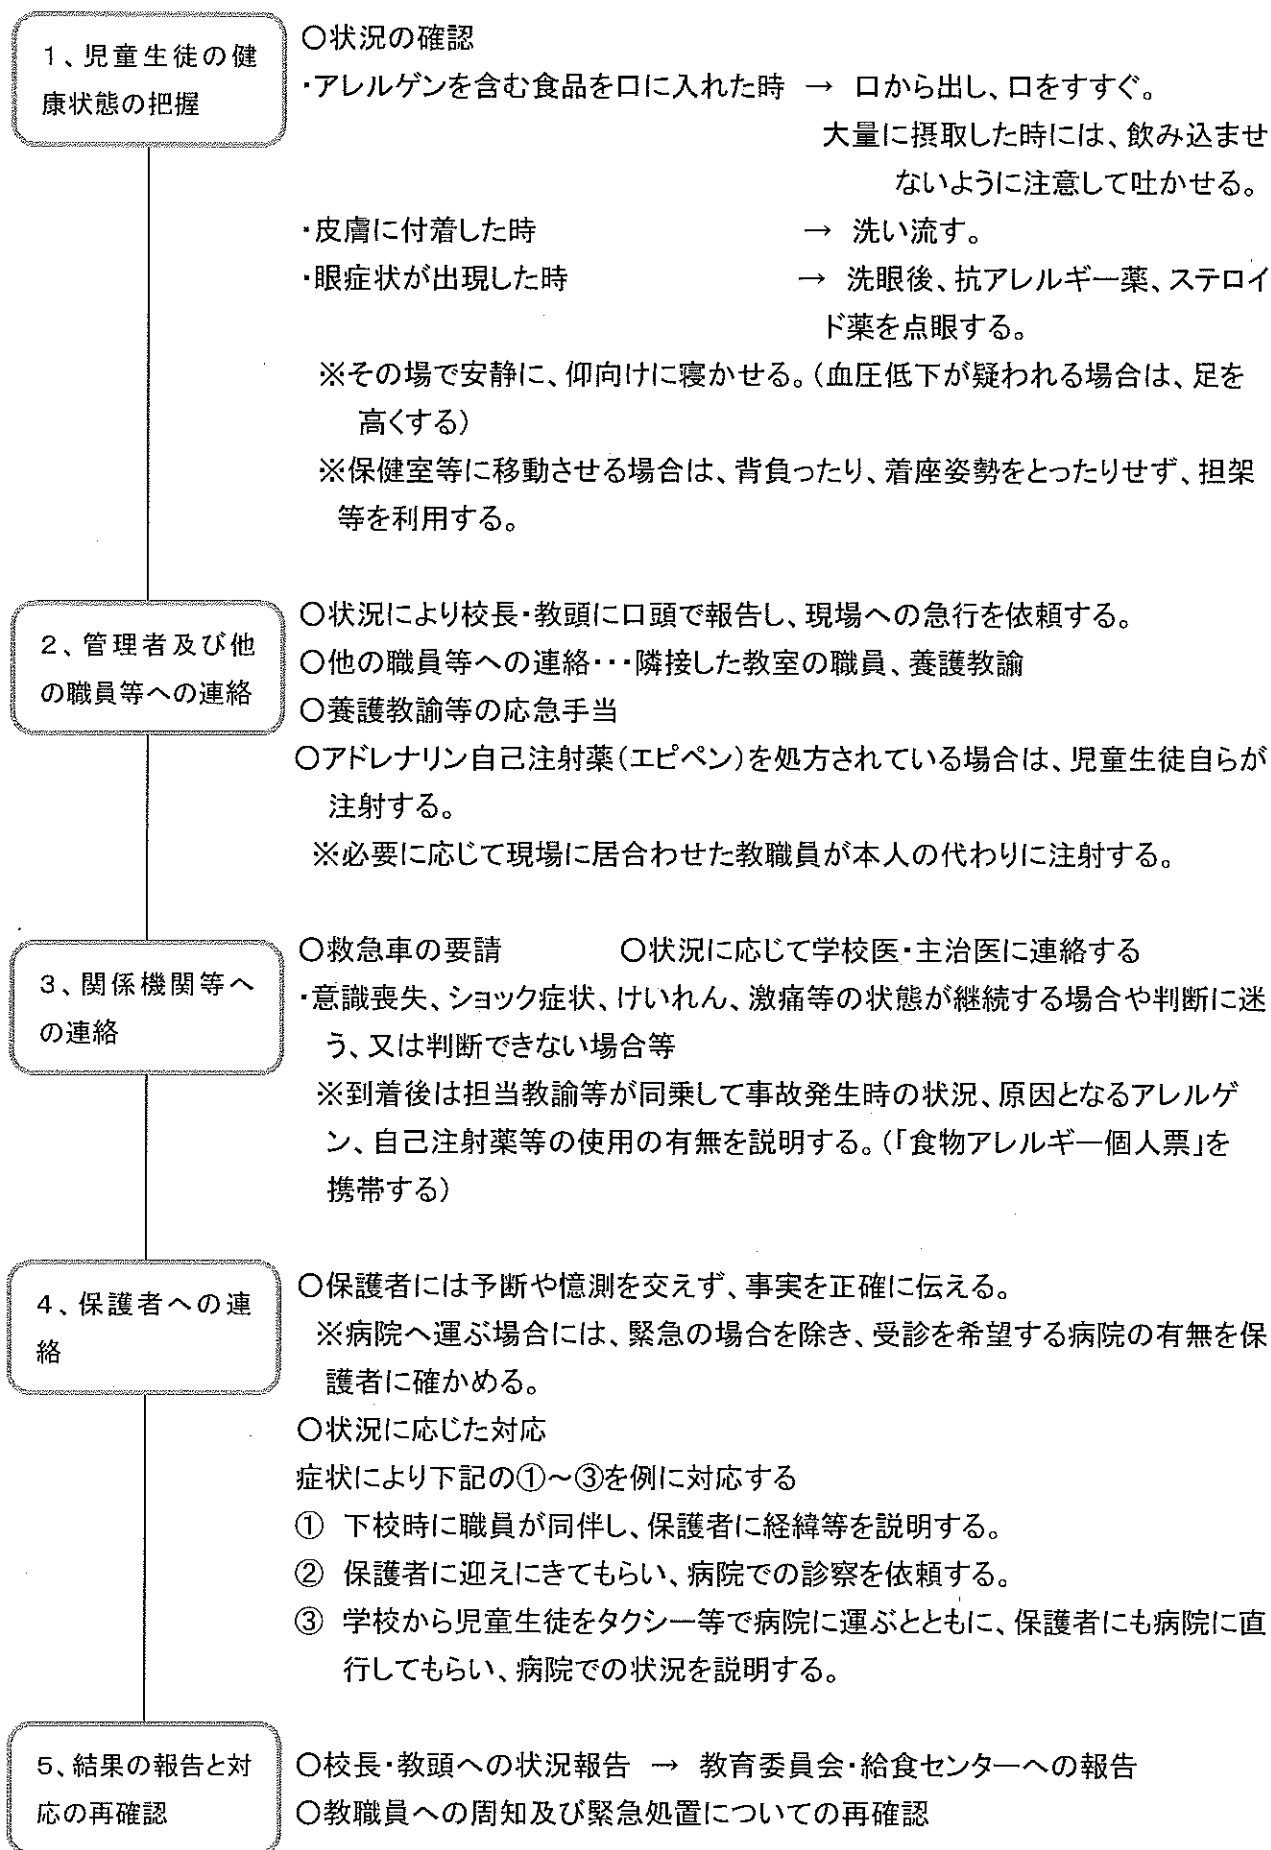 1、児童生徒の健
康状態の把握
○状況の確認
・アレルゲンを含む食品を口に入れた時 → 口から出し、口をすすぐ。
大量に摂取した時には、飲み込ませ
ないように注意して吐かせる。
・皮膚に付着した時 → 洗い流す。
・眼症状が出現した時 → 洗眼後、抗アレルギー薬、ステロイ
ド薬を点眼する。
※その場で安静に、仰向けに寝かせる。(血圧低下が疑われる場合は、足を
高くする)
※保健室等に移動させる場合は、背負ったり、着座姿勢をとったりせず、担架
等を利用する。
2、管理者及び他
の職員等への連絡
○状況により校長・教頭に口頭で報告し、現場への急行を依頼する。
○他の職員等への連絡・・・隣接した教室の職員、養護教諭
○養護教諭等の応急手当
○アドレナリン自己注射薬(エピペン)を処方されている場合は、児童生徒自らが
注射する。
※必要に応じて現場に居合わせた教職員が本人の代わりに注射する。
3、関係機関等へ
の連絡
○救急車の要請 ○状況に応じて学校医・主治医に連絡する
・意識喪失、ショック症状、けいれん、激痛等の状態が継続する場合や判断に迷
う、又は判断できない場合等
※到着後は担当教諭等が同乗して事故発生時の状況、原因となるアレルゲ
ン、自己注射薬等の使用の有無を説明する。(「食物アレルギー個人票」を
携帯する)
4、保護者への連
絡
○保護者には予断や憶測を交えず、事実を正確に伝える。
※病院へ運ぶ場合には、緊急の場合を除き、受診を希望する病院の有無を保
護者に確かめる。
○状況に応じた対応
症状により下記の①~③を例に対応する
① 下校時に職員が同伴し、保護者に経緯等を説明する。
② 保護者に迎えにきてもらい、病院での診察を依頼する。
③ 学校から児童生徒をタクシー等で病院に運ぶとともに、保護者にも病院に直
行してもらい、病院での状況を説明する。
5、結果の報告と対
応の再確認
○校長・教頭への状況報告 → 教育委員会・給食センターへの報告
○教職員への周知及び緊急処置についての再確認